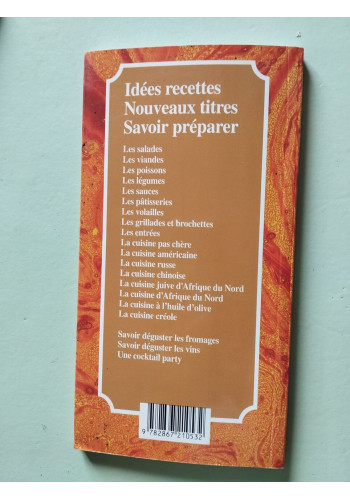 Idées recettes
Nouveaux titres
Savoir préparer
Les salades
Les viandes
Les poissons
Les légumes
Les sauces
Les pâtisseries
Les volailles
Les grillades et brochettes
Les entrées
La cuisine pas chère
La cuisine américaine
La cuisine russe
La cuisine chinoise
La cuisine juive d'Afrique du Nord
La cuisine d'Afrique du Nord
La cuisine à l'huile d'olive
La cuisine créole
Savoir déguster les fromages
Savoir déguster les vins
Une cocktail party
9 782867 210532